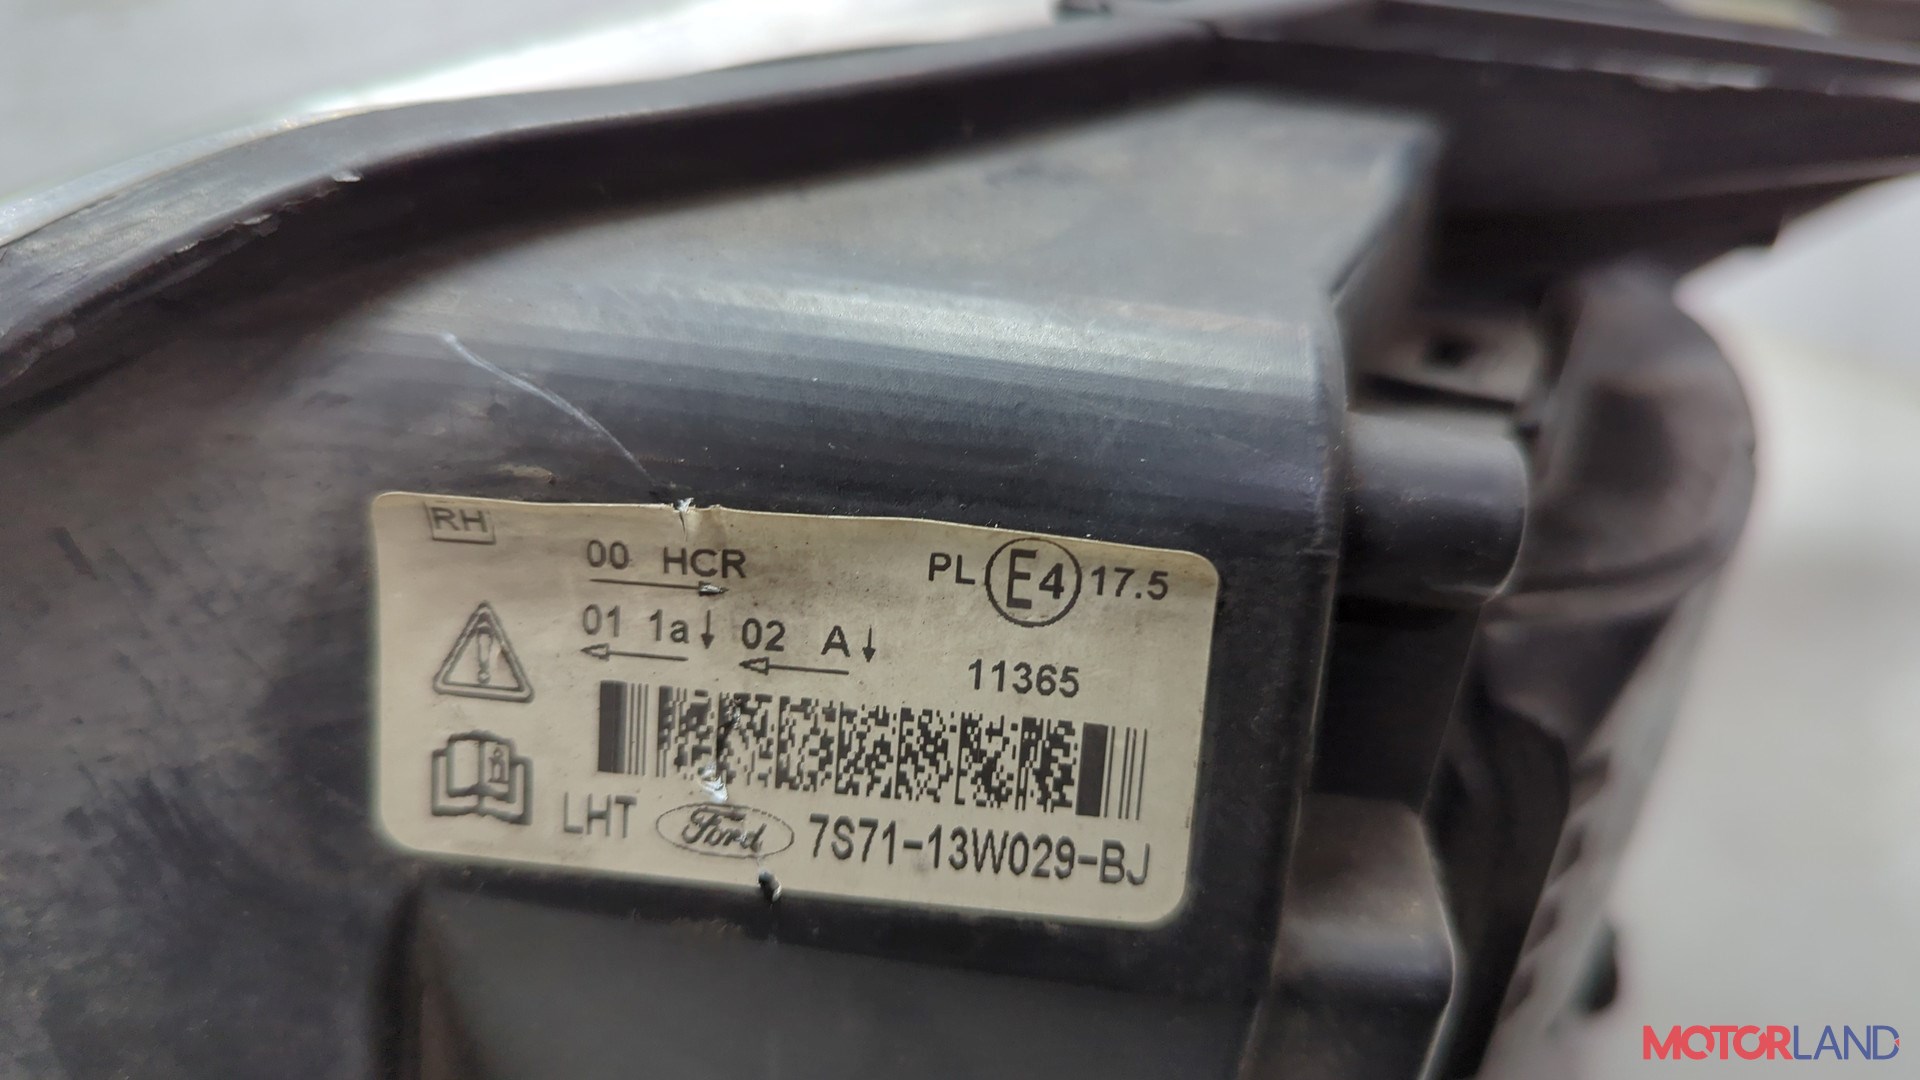 RH
00 HCR PL E4 17.5
01 1a↓ 02 A↓ 11365
LHT Ford 7S71-13W029-BJ
MOTORLAND